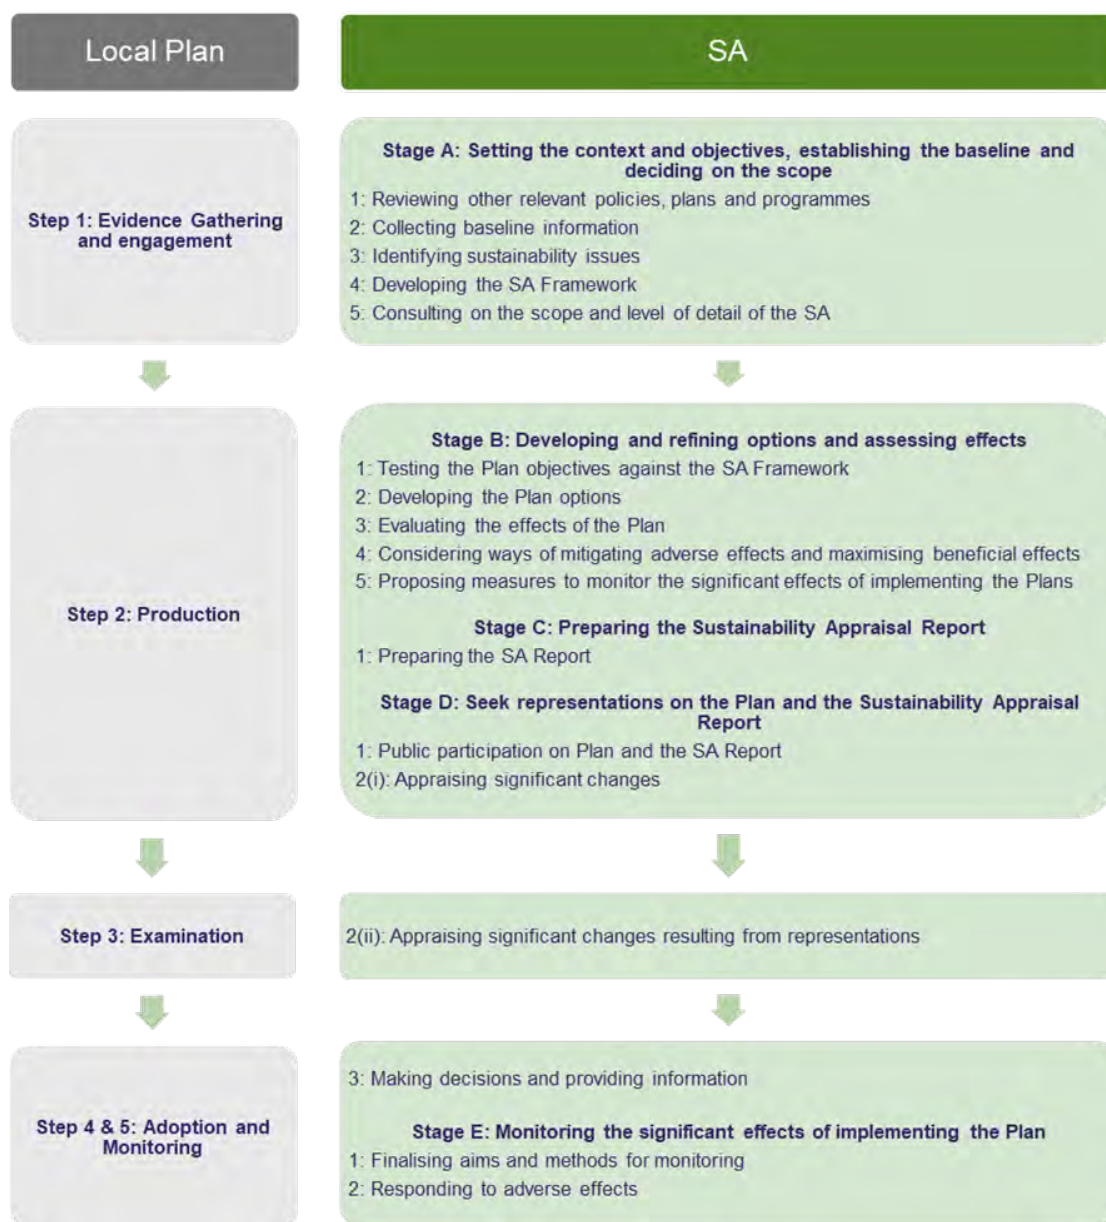 Local Plan
SA
Step 1: Evidence Gathering
and engagement
Stage A: Setting the context and objectives, establishing the baseline and
deciding on the scope
1: Reviewing other relevant policies, plans and programmes
2: Collecting baseline information
3: Identifying sustainability issues
4: Developing the SA Framework
5: Consulting on the scope and level of detail of the SA
Step 2: Production
Stage B: Developing and refining options and assessing effects
1: Testing the Plan objectives against the SA Framework
2: Developing the Plan options
3: Evaluating the effects of the Plan
4: Considering ways of mitigating adverse effects and maximising beneficial effects
5: Proposing measures to monitor the significant effects of implementing the Plans
Stage C: Preparing the Sustainability Appraisal Report
1: Preparing the SA Report
Stage D: Seek representations on the Plan and the Sustainability Appraisal
Report
1: Public participation on Plan and the SA Report
2(i): Appraising significant changes
Step 3: Examination
2(ii): Appraising significant changes resulting from representations
Step 4 & 5: Adoption and
Monitoring
3: Making decisions and providing information
Stage E: Monitoring the significant effects of implementing the Plan
1: Finalising aims and methods for monitoring
2: Responding to adverse effects